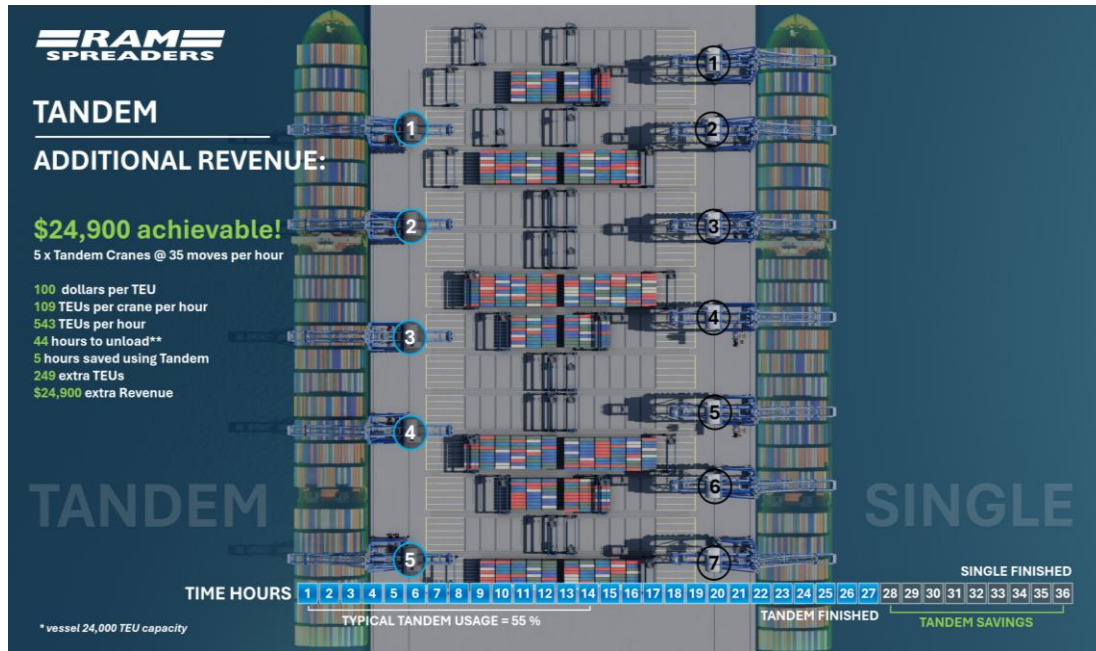 RAM
SPREADERS
TANDEM
ADDITIONAL REVENUE:
$24,900 achievable!
5 x Tandem Cranes @ 35 moves per hour
100 dollars per TEU
109 TEUs per crane per hour
543 TEUs per hour
44 hours to unload**
5 hours saved using Tandem
249 extra TEUs
$24,900 extra Revenue
1
2
3
4
5
1
2
3
4
5
6
7
TANDEM
SINGLE
SINGLE FINISHED
TIME HOURS 1 2 3 4 5 6 7 8 9 10 11 12 13 14 15 16 17 18 19 20 21 22 23 24 25 26 27 28 29 30 31 32 33 34 35 36
TYPICAL TANDEM USAGE = 55 %
TANDEM FINISHED
TANDEM SAVINGS
* vessel 24,000 TEU capacity